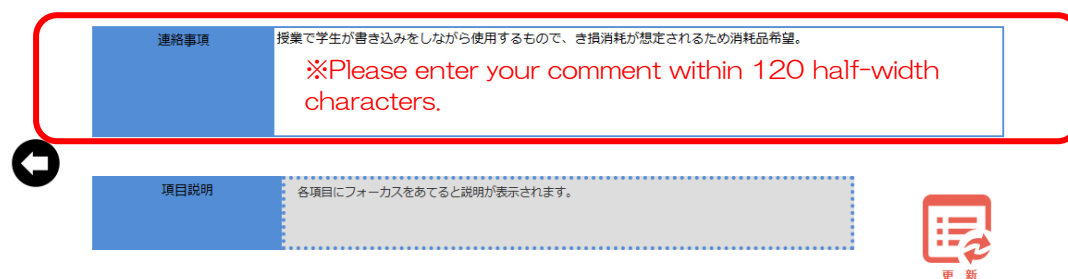 連絡事項
授業で学生が書き込みをしながら使用するもので、き損消耗が想定されるため消耗品希望。
※Please enter your comment within 120 half-width
characters.
項目説明
各項目にフォーカスをあてると説明が表示されます。
更 新